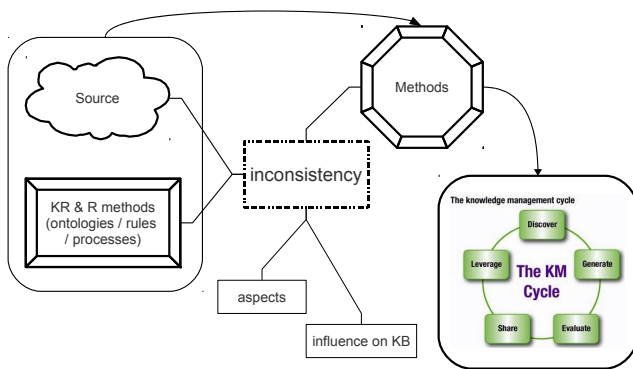 Source
Methods
inconsistency
KR & R methods
(ontologies / rules
/ processes)
aspects
influence on KB
The knowledge management cycle
Discover
Leverage
Generate
The KM
Cycle
Share
Evaluate